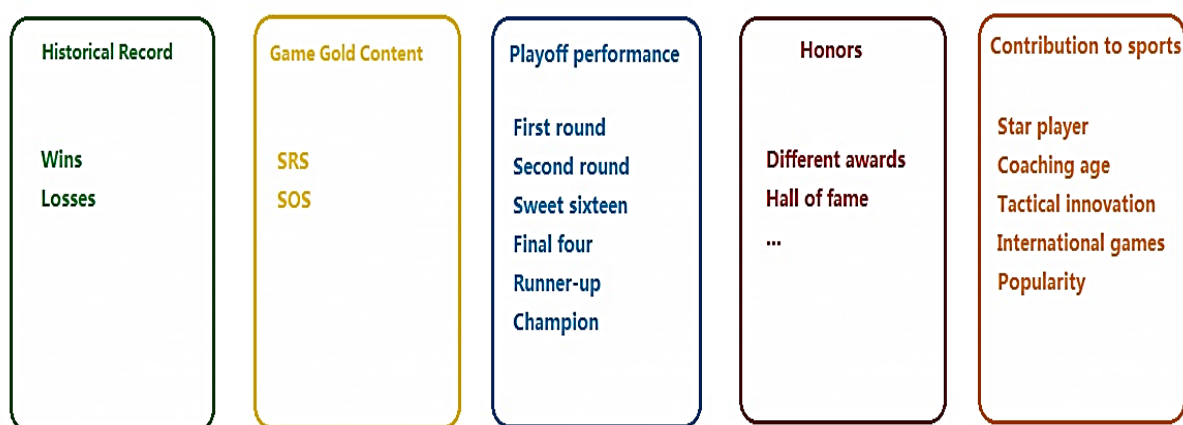 Historical Record
Wins
Losses
Game Gold Content
SRS
SOS
Playoff performance
First round
Second round
Sweet sixteen
Final four
Runner-up
Champion
Honors
Different awards
Hall of fame
...
Contribution to sports
Star player
Coaching age
Tactical innovation
International games
Popularity